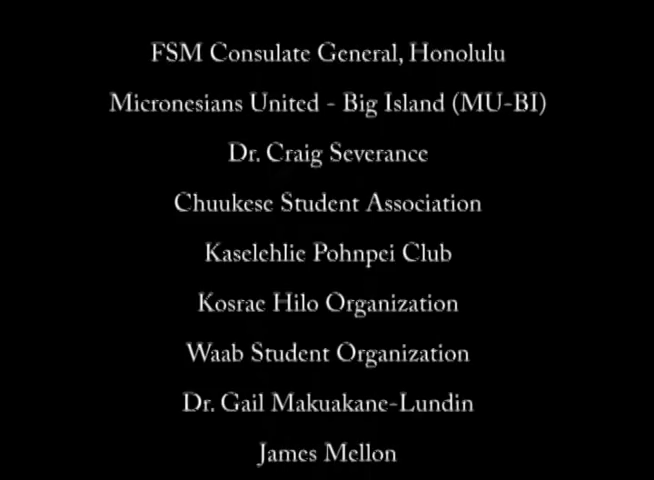 FSM Consulate General, Honolulu
Micronesians United - Big Island (MU-BI)
Dr. Craig Severance
Chuukese Student Association
Kaselehlie Pohnpei Club
Kosrae Hilo Organization
Waab Student Organization
Dr. Gail Makuakane-Lundin
James Mellon